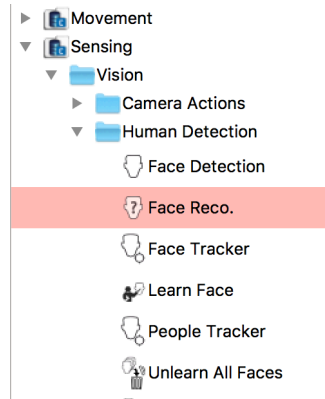 Movement
Sensing
Vision
Camera Actions
Human Detection
Face Detection
Face Reco.
Face Tracker
Learn Face
People Tracker
Unlearn All Faces